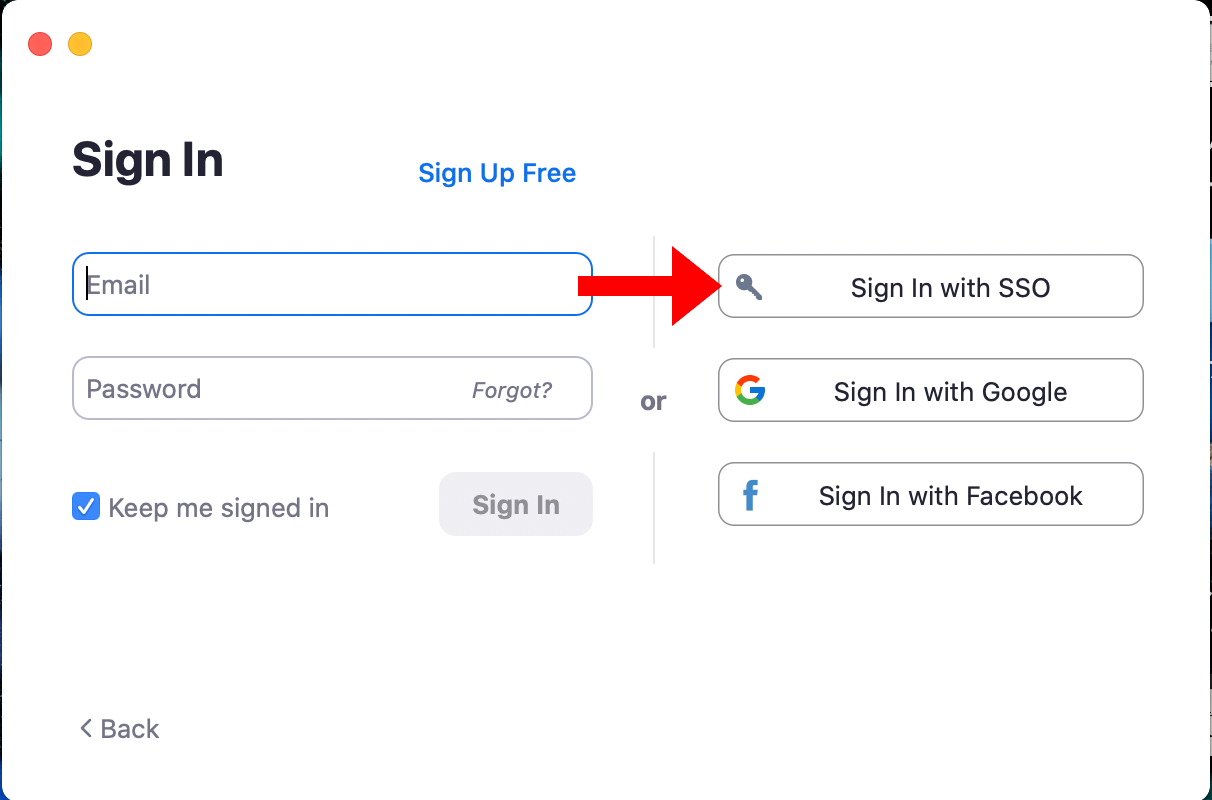 Sign In
Sign Up Free
Email
Password
Forgot?
Keep me signed in
Sign In
or
Sign In with SSO
Sign In with Google
Sign In with Facebook
Back